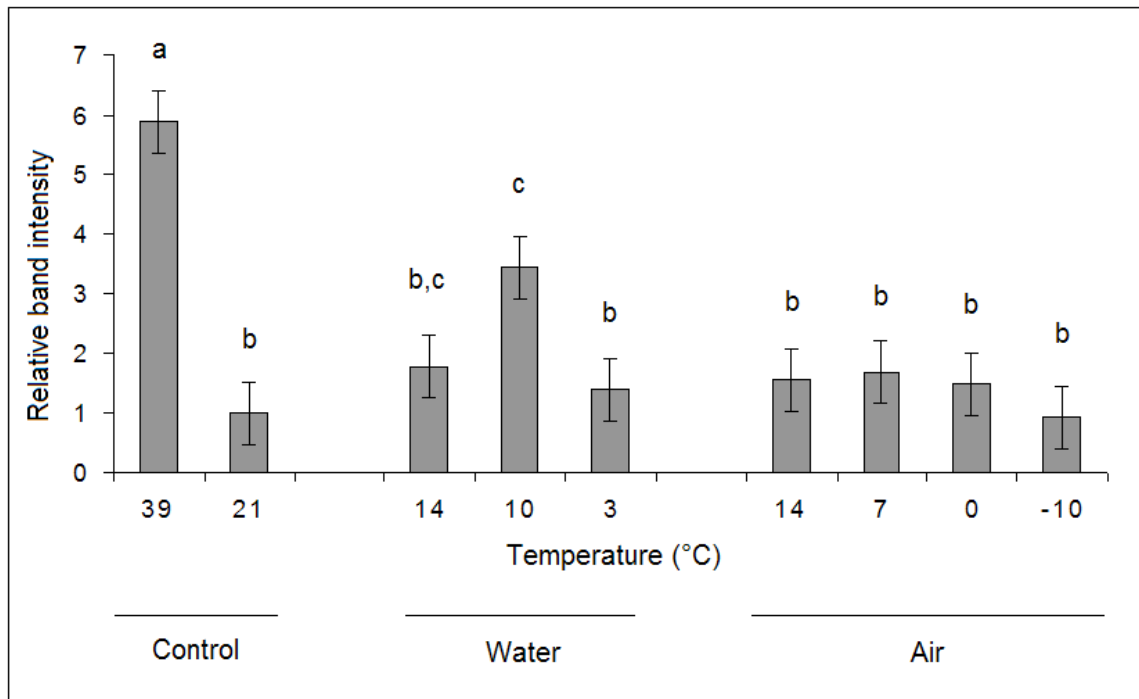 7
6
5
4
3
2
1
0
Relative band intensity
a
b
b,c
c
b
b
b
b
b
39 21 14 10 3 14 7 0 -10
Temperature (°C)
Control Water Air